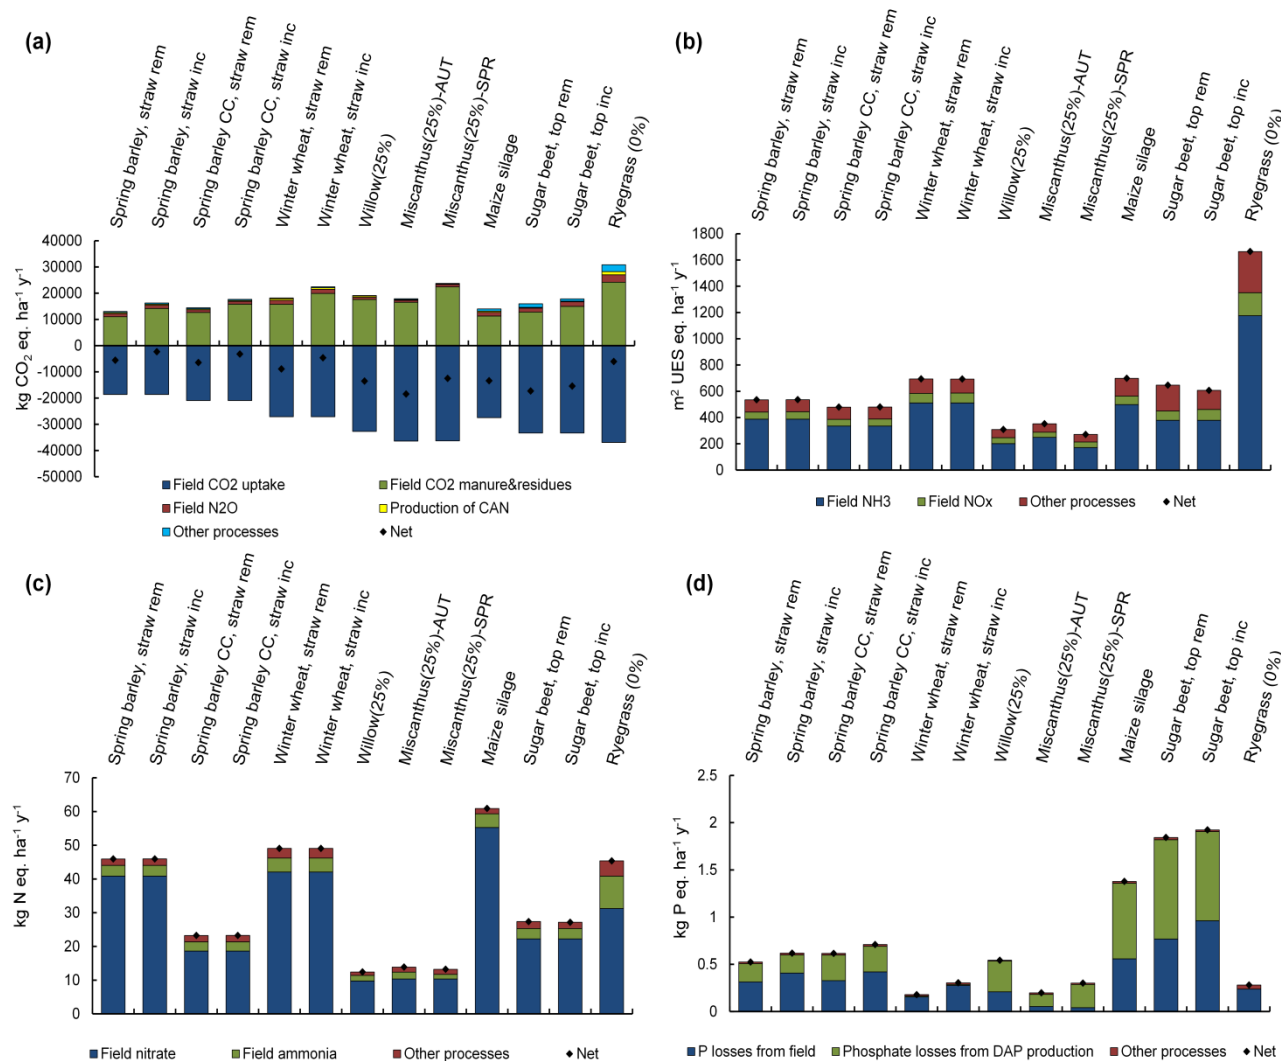 (a)
Spring barley, straw rem
Spring barley, straw inc
Spring barley CC, straw rem
Spring barley CC, straw inc
Winter wheat, straw rem
Winter wheat, straw inc
Willow(25%)
Miscanthus(25%)-AUT
Miscanthus(25%)-SPR
Maize silage
Sugar beet, top rem
Sugar beet, top inc
Ryegrass (0%)
kg CO₂ eq. ha⁻¹ y⁻¹
40000
30000
20000
10000
0
-10000
-20000
-30000
-40000
-50000
Field CO2 uptake
Field CO2 manure&residues
Field N2O
Production of CAN
Other processes
Net
(b)
Spring barley, straw rem
Spring barley, straw inc
Spring barley CC, straw rem
Spring barley CC, straw inc
Winter wheat, straw rem
Winter wheat, straw inc
Willow(25%)
Miscanthus(25%)-AUT
Miscanthus(25%)-SPR
Maize silage
Sugar beet, top rem
Sugar beet, top inc
Ryegrass (0%)
m² UES eq. ha⁻¹ y⁻¹
1800
1600
1400
1200
1000
800
600
400
200
0
Field NH3
Field NOx
Other processes
Net
(c)
Spring barley, straw rem
Spring barley, straw inc
Spring barley CC, straw rem
Spring barley CC, straw inc
Winter wheat, straw rem
Winter wheat, straw inc
Willow(25%)
Miscanthus(25%)-AUT
Miscanthus(25%)-SPR
Maize silage
Sugar beet, top rem
Sugar beet, top inc
Ryegrass (0%)
kg N eq. ha⁻¹ y⁻¹
70
60
50
40
30
20
10
0
Field nitrate
Field ammonia
Other processes
Net
(d)
Spring barley, straw rem
Spring barley, straw inc
Spring barley CC, straw rem
Spring barley CC, straw inc
Winter wheat, straw rem
Winter wheat, straw inc
Willow(25%)
Miscanthus(25%)-AUT
Miscanthus(25%)-SPR
Maize silage
Sugar beet, top rem
Sugar beet, top inc
Ryegrass (0%)
kg P eq. ha⁻¹ y⁻¹
2.5
2
1.5
1
0.5
0
P losses from field
Phosphate losses from DAP production
Other processes
Net